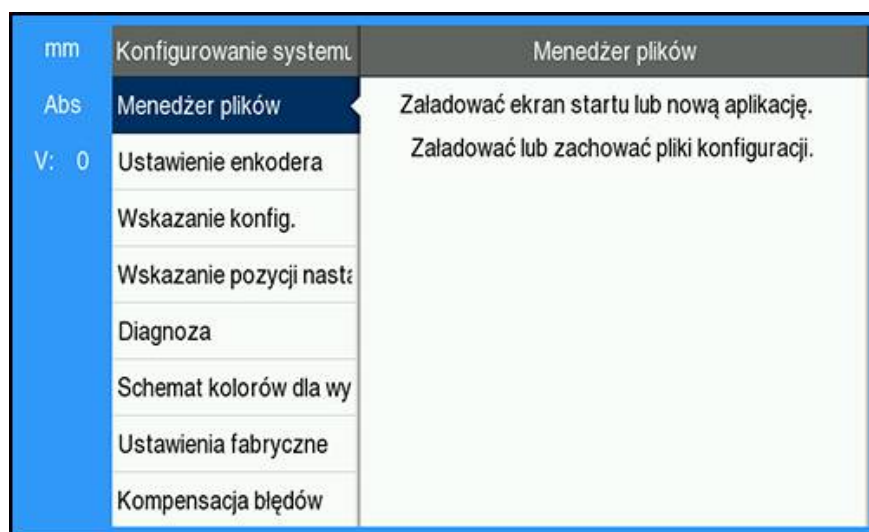 mm
Abs
V: 0
Konfigurowanie systemu
Menedżer plików
Ustawienie enkodera
Wskazanie konfig.
Wskazanie pozycji nasta
Diagnoza
Schemat kolorów dla wy
Ustawienia fabryczne
Kompensacja błędów
Menedżer plików
Załadować ekran startu lub nową aplikację.
Załadować lub zachować pliki konfiguracji.